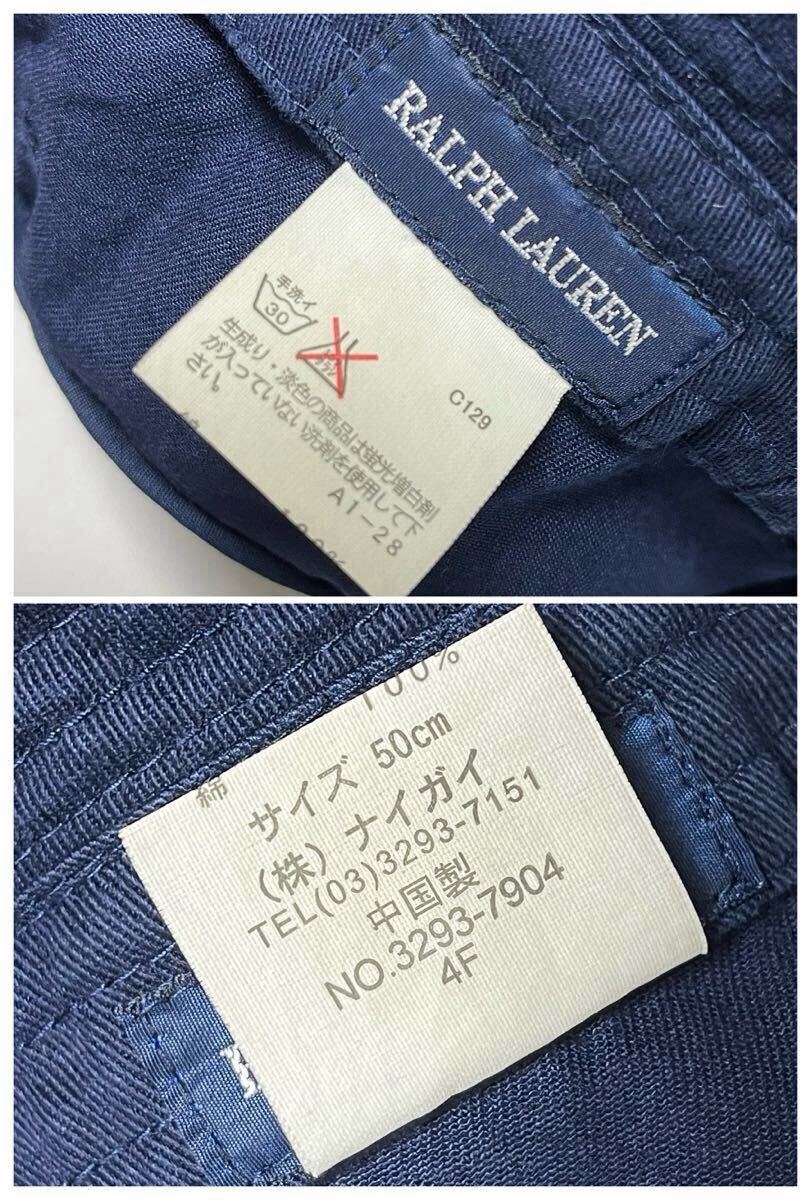 RALPH LAUREN
手洗イ
30
C129
生成り・淡色の商品は蛍光増白剤
が入っていない洗剤を使用して下
さい。
A1-28
100%
綿 100%
サイズ 50cm
(株) ナイガイ
TEL(03)3293-7151
中国製
NO.3293-7904
4F